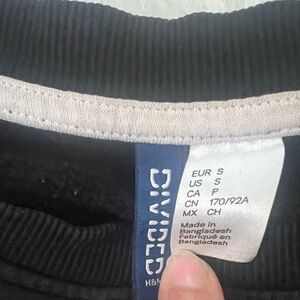 DIVIDED
H&M
EUR S
US S
CA P
CN 170/92A
MX CH
Made in
Bangladesh
Fabriqué en
Bangladesh